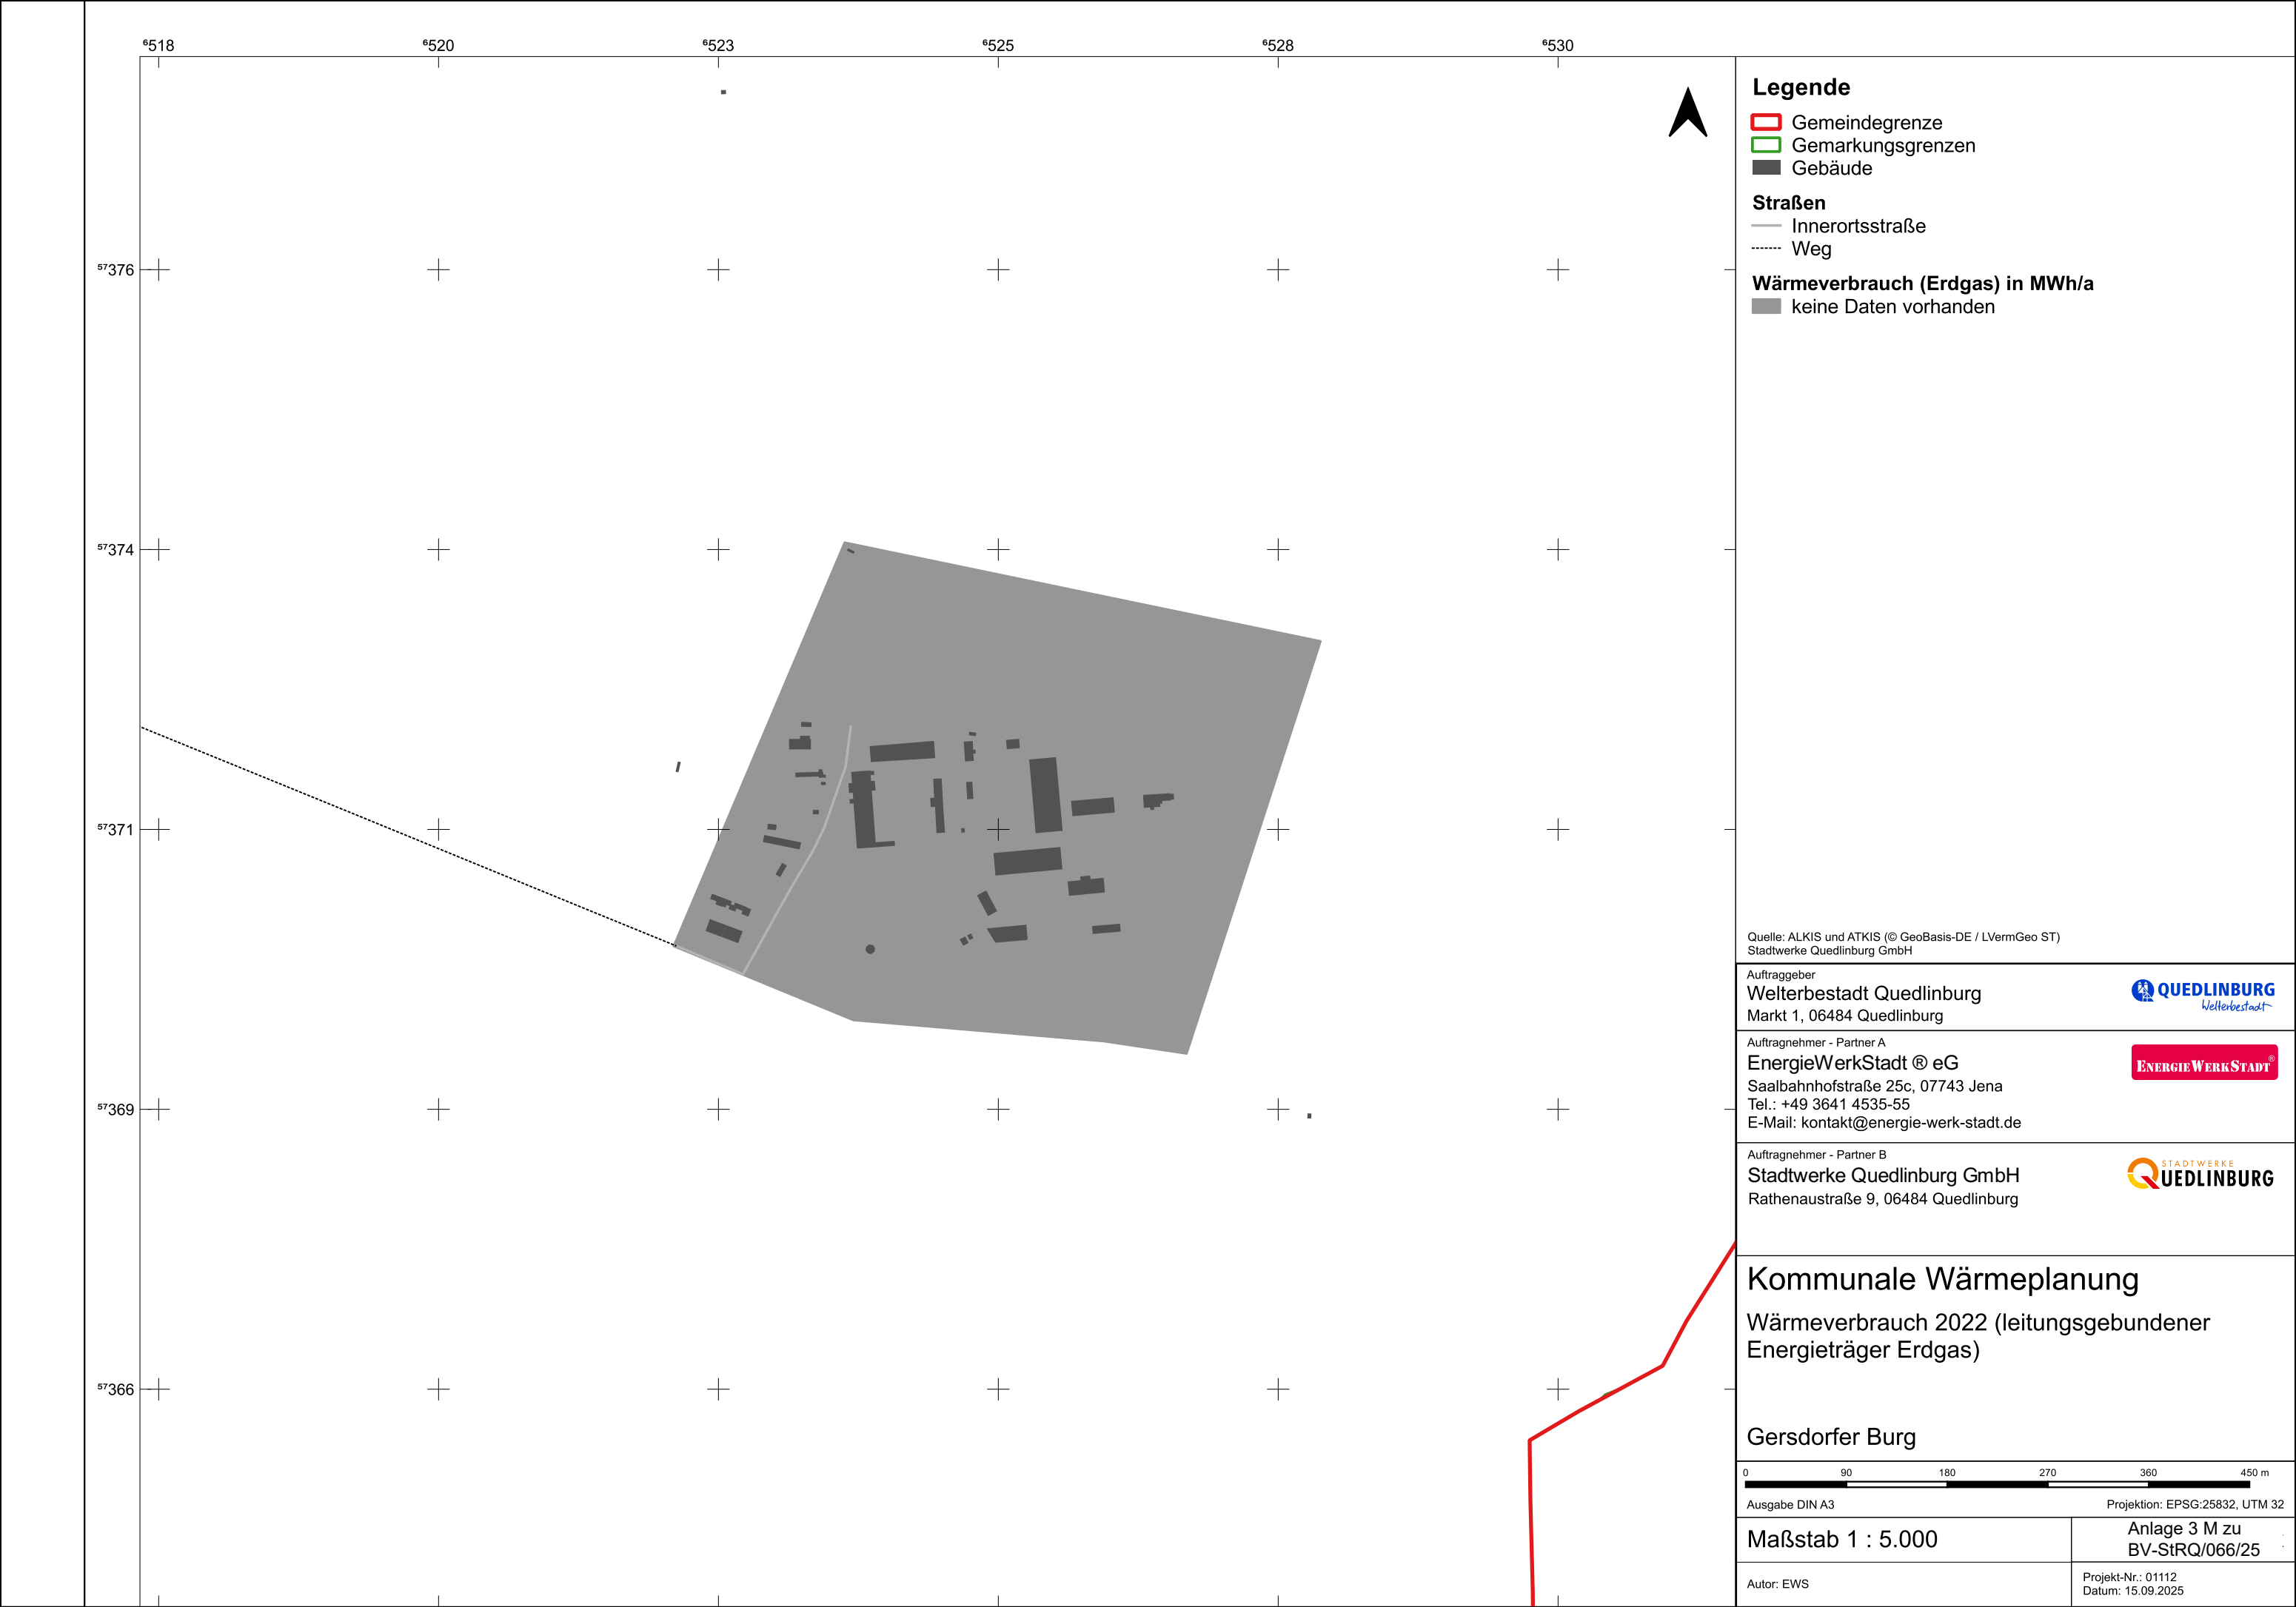 ⁶518 ⁶520 ⁶523 ⁶525 ⁶528 ⁶530
⁵⁷376
⁵⁷374
⁵⁷371
⁵⁷369
⁵⁷366
Legende
Gemeindegrenze
Gemarkungsgrenzen
Gebäude
Straßen
Innerortsstraße
Weg
Wärmeverbrauch (Erdgas) in MWh/a
keine Daten vorhanden
Quelle: ALKIS und ATKIS (© GeoBasis-DE / LVermGeo ST)
Stadtwerke Quedlinburg GmbH
Auftraggeber
Welterbestadt Quedlinburg
Markt 1, 06484 Quedlinburg
QUEDLINBURG
Welterbestadt
Auftragnehmer - Partner A
EnergieWerkStadt ® eG
Saalbahnhofstraße 25c, 07743 Jena
Tel.: +49 3641 4535-55
E-Mail: kontakt@energie-werk-stadt.de
ENERGIEWERKSTADT®
Auftragnehmer - Partner B
Stadtwerke Quedlinburg GmbH
Rathenaustraße 9, 06484 Quedlinburg
STADTWERKE
QUEDLINBURG
Kommunale Wärmeplanung
Wärmeverbrauch 2022 (leitungsgebundener
Energieträger Erdgas)
Gersdorfer Burg
0 90 180 270 360 450 m
Ausgabe DIN A3 Projektion: EPSG:25832, UTM 32
Maßstab 1 : 5.000
Anlage 3 M zu
BV-StRQ/066/25
Autor: EWS
Projekt-Nr.: 01112
Datum: 15.09.2025